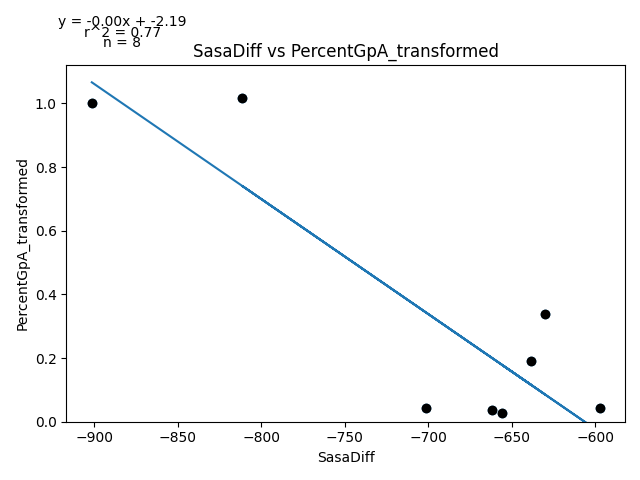 y = -0.00x + -2.19
r^2 = 0.77
n = 8
SasaDiff vs PercentGpA_transformed
PercentGpA_transformed
1.0
0.8
0.6
0.4
0.2
0.0
−900 −850 −800 −750 −700 −650 −600
SasaDiff